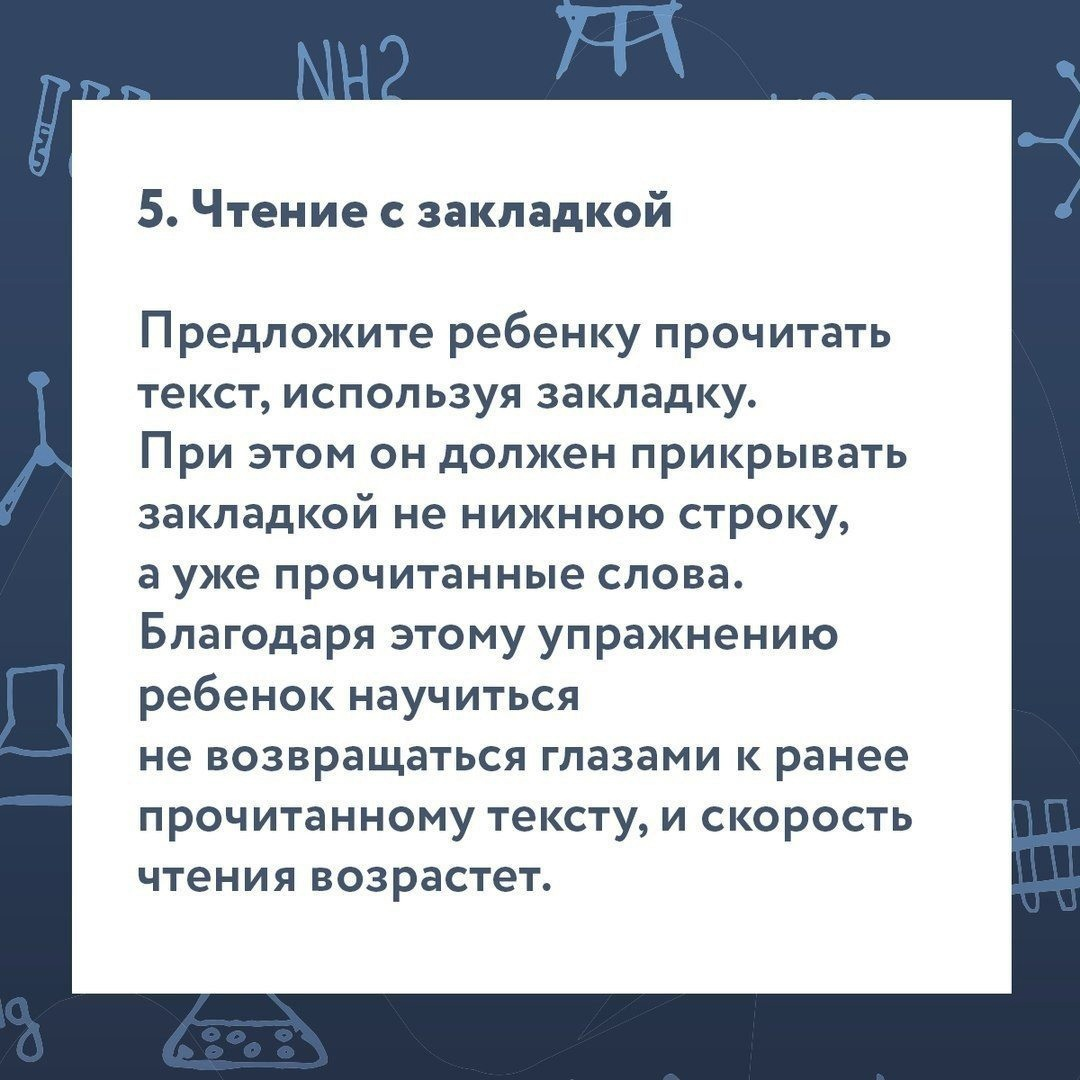 NH2
5. Чтение с закладкой
Предложите ребенку прочитать
текст, используя закладку.
При этом он должен прикрывать
закладкой не нижнюю строку,
а уже прочитанные слова.
Благодаря этому упражнению
ребенок научиться
не возвращаться глазами к ранее
прочитанному тексту, и скорость
чтения возрастет.